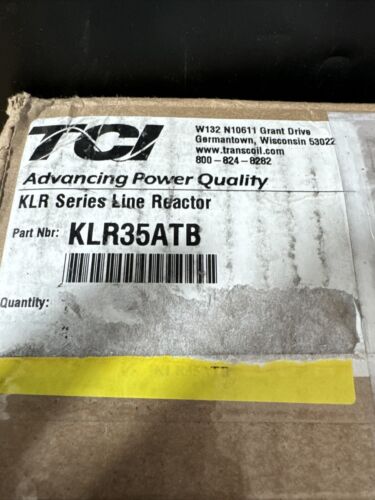 TCI
W132 N10611 Grant Drive
Germantown, Wisconsin 53022
www.transcoil.com
800-824-8282
Advancing Power Quality
KLR Series Line Reactor
Part Nbr: KLR35ATB
Quantity: